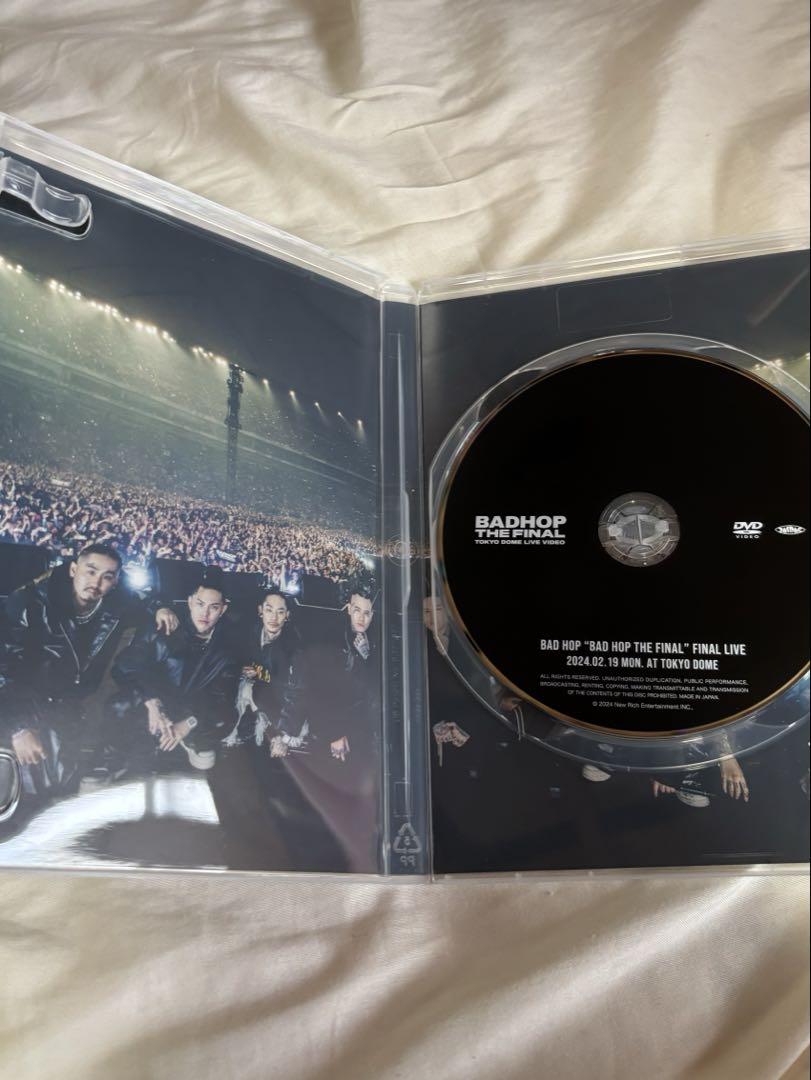 BADHOP
THE FINAL
TOKYO DOME LIVE VIDEO
DVD
VIDEO
BAD HOP “BAD HOP THE FINAL” FINAL LIVE
2024.02.19 MON. AT TOKYO DOME
ALL RIGHTS RESERVED. UNAUTHORIZED DUPLICATION, PUBLIC PERFORMANCE,
BROADCASTING, RENTING, COPYING, MAKING TRANSMITTABLE AND TRANSMISSION
OF THE CONTENTS OF THIS DISC PROHIBITED. MADE IN JAPAN.
© 2024 New Rich Entertainment INC.,
5
PP